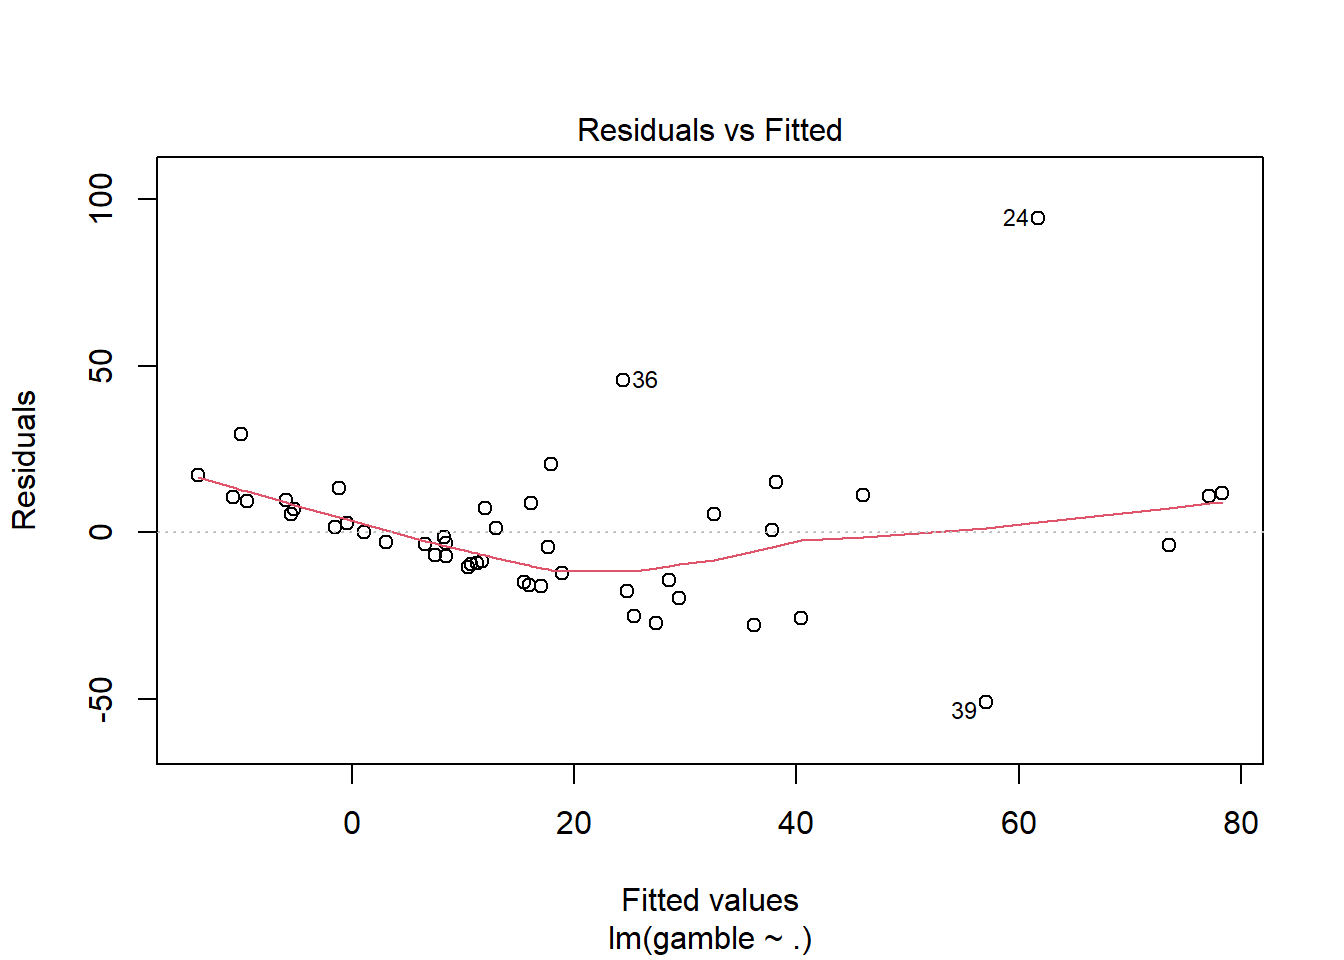 Residuals vs Fitted
Residuals
100
50
0
-50
24
36
39
0 20 40 60 80
Fitted values
lm(gamble ~ .)